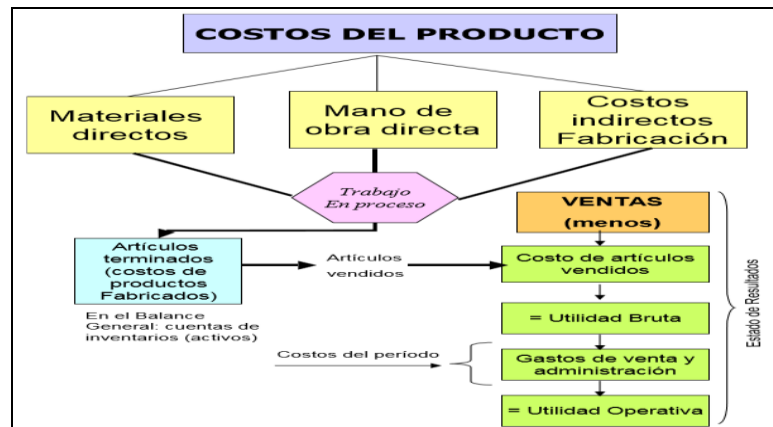 COSTOS DEL PRODUCTO
Materiales
directos
Mano de
obra directa
Costos
indirectos
Fabricación
Trabajo
En proceso
VENTAS
(menos)
Artículos
terminados
(costos de
productos
Fabricados)
Artículos
vendidos
Costo de artículos
vendidos
En el Balance
General: cuentas de
inventarios (activos)
= Utilidad Bruta
Costos del período
Gastos de venta y
administración
= Utilidad Operativa
Estado de Resultados